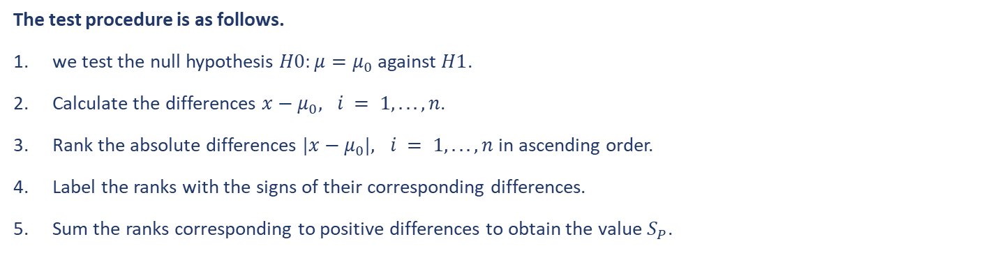 The test procedure is as follows.
1. we test the null hypothesis H0: μ = μ₀ against H1.
2. Calculate the differences x − μ₀, i = 1,...,n.
3. Rank the absolute differences |x − μ₀|, i = 1,...,n in ascending order.
4. Label the ranks with the signs of their corresponding differences.
5. Sum the ranks corresponding to positive differences to obtain the value Sₚ.